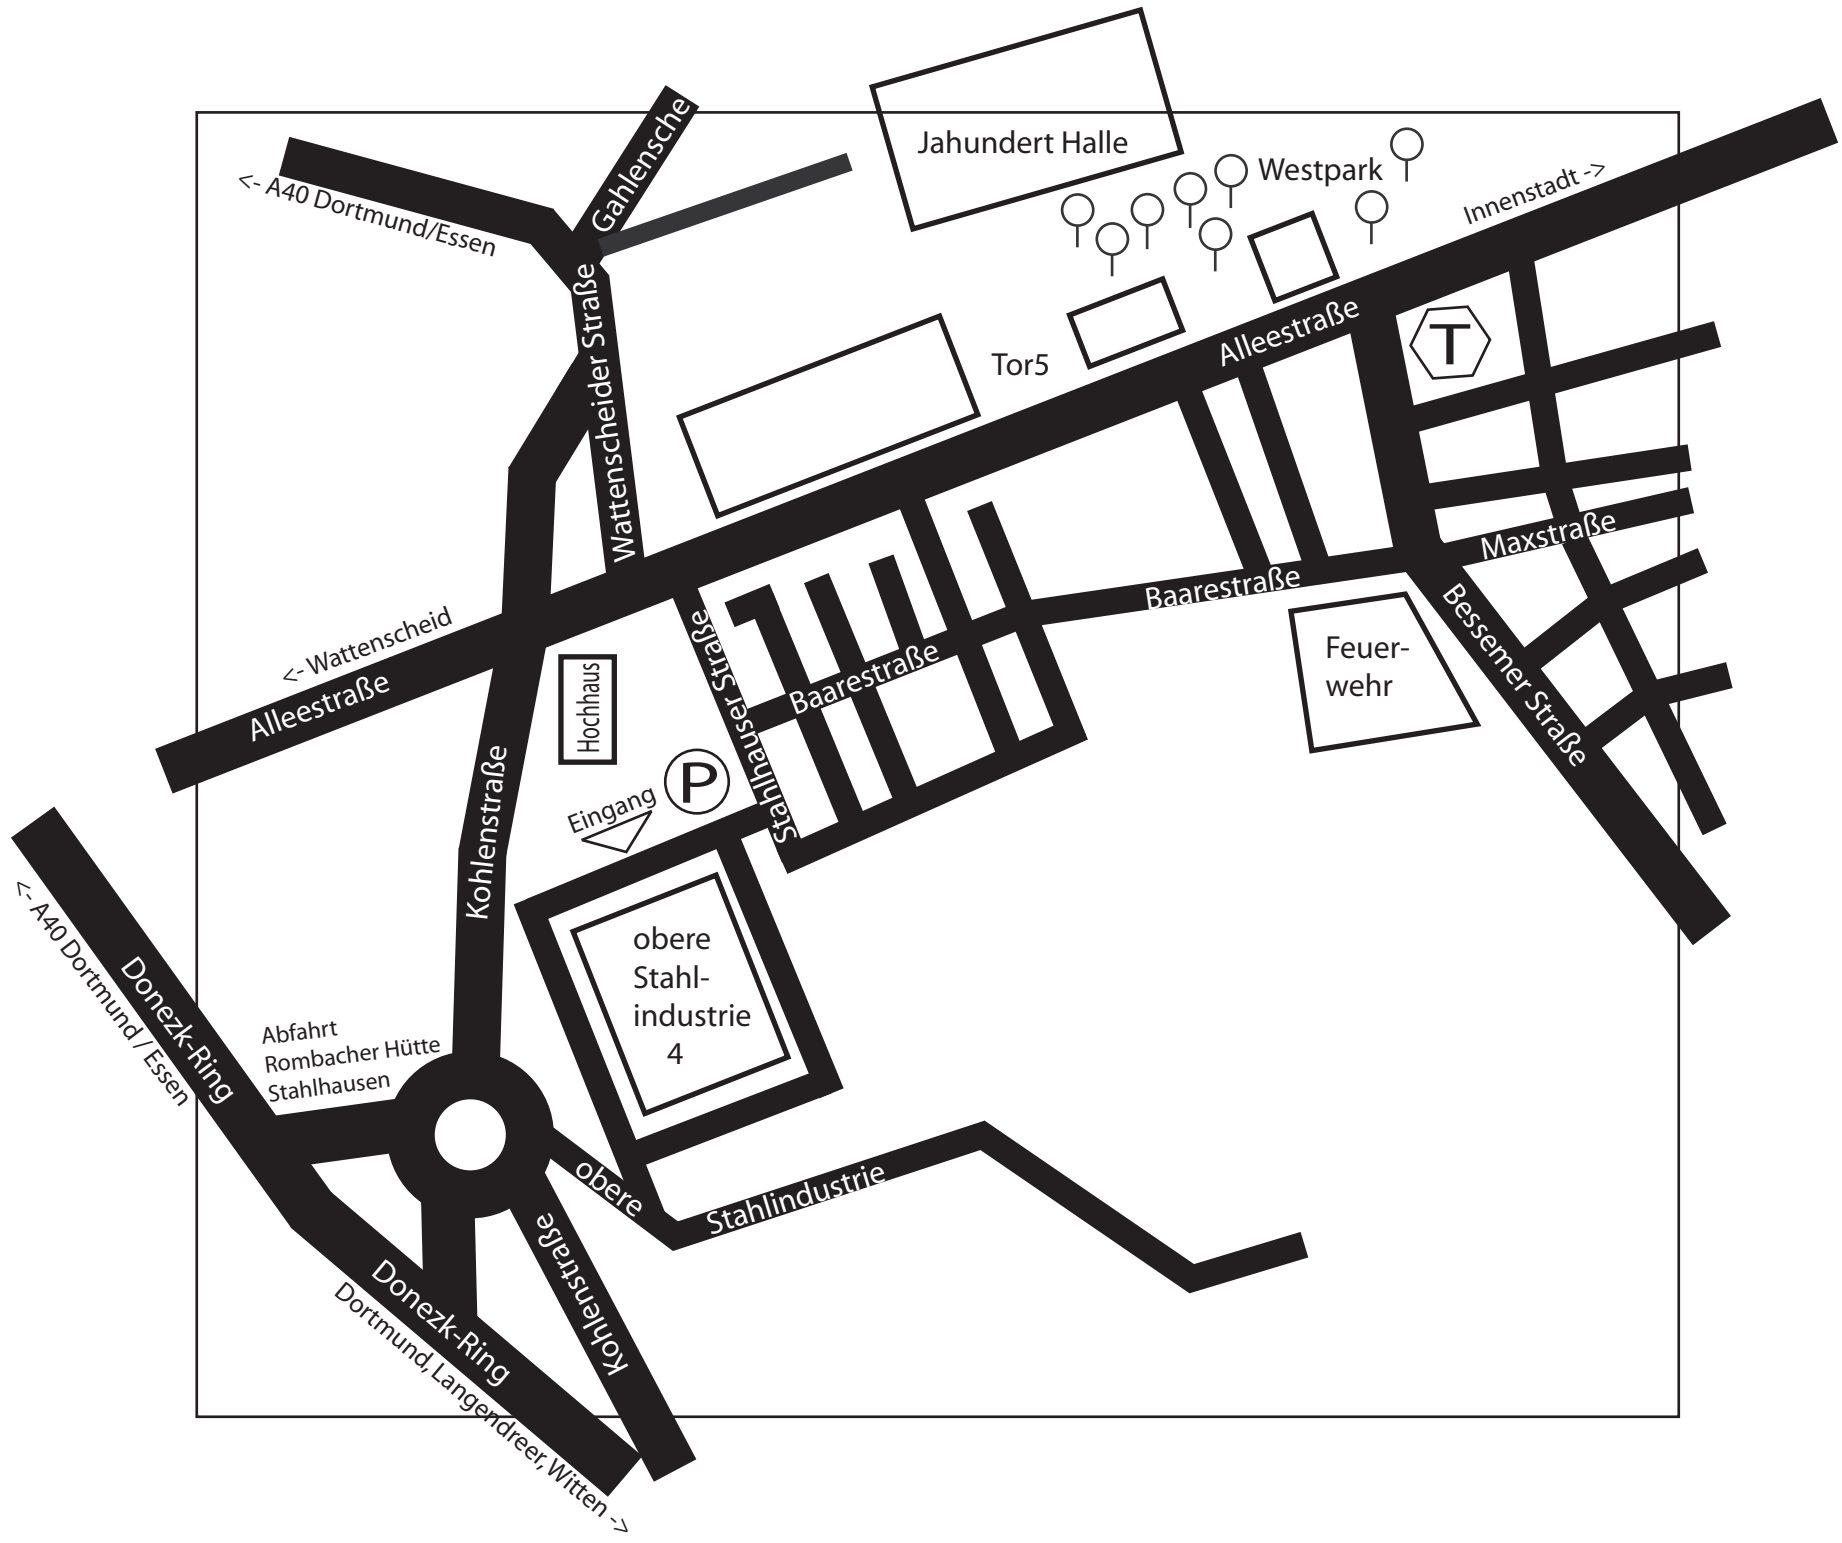 Gahlensche
<- A40 Dortmund/Essen
Jahundert Halle
Westpark
Innenstadt ->
Wattenscheider Straße
Tor5
Alleestraße
T
Maxstraße
Baarestraße
Bessemer Straße
Feuer-
wehr
<- Wattenscheid
Alleestraße
Hochhaus
Stahlhauser Straße
Baarestraße
P
Eingang
Kohlenstraße
obere
Stahl-
industrie
4
Donezk-Ring
<- A40 Dortmund / Essen
Abfahrt
Rombacher Hütte
Stahlhausen
obere
Stahlindustrie
Kohlenstraße
Donezk-Ring
Dortmund, Langendreer, Witten ->